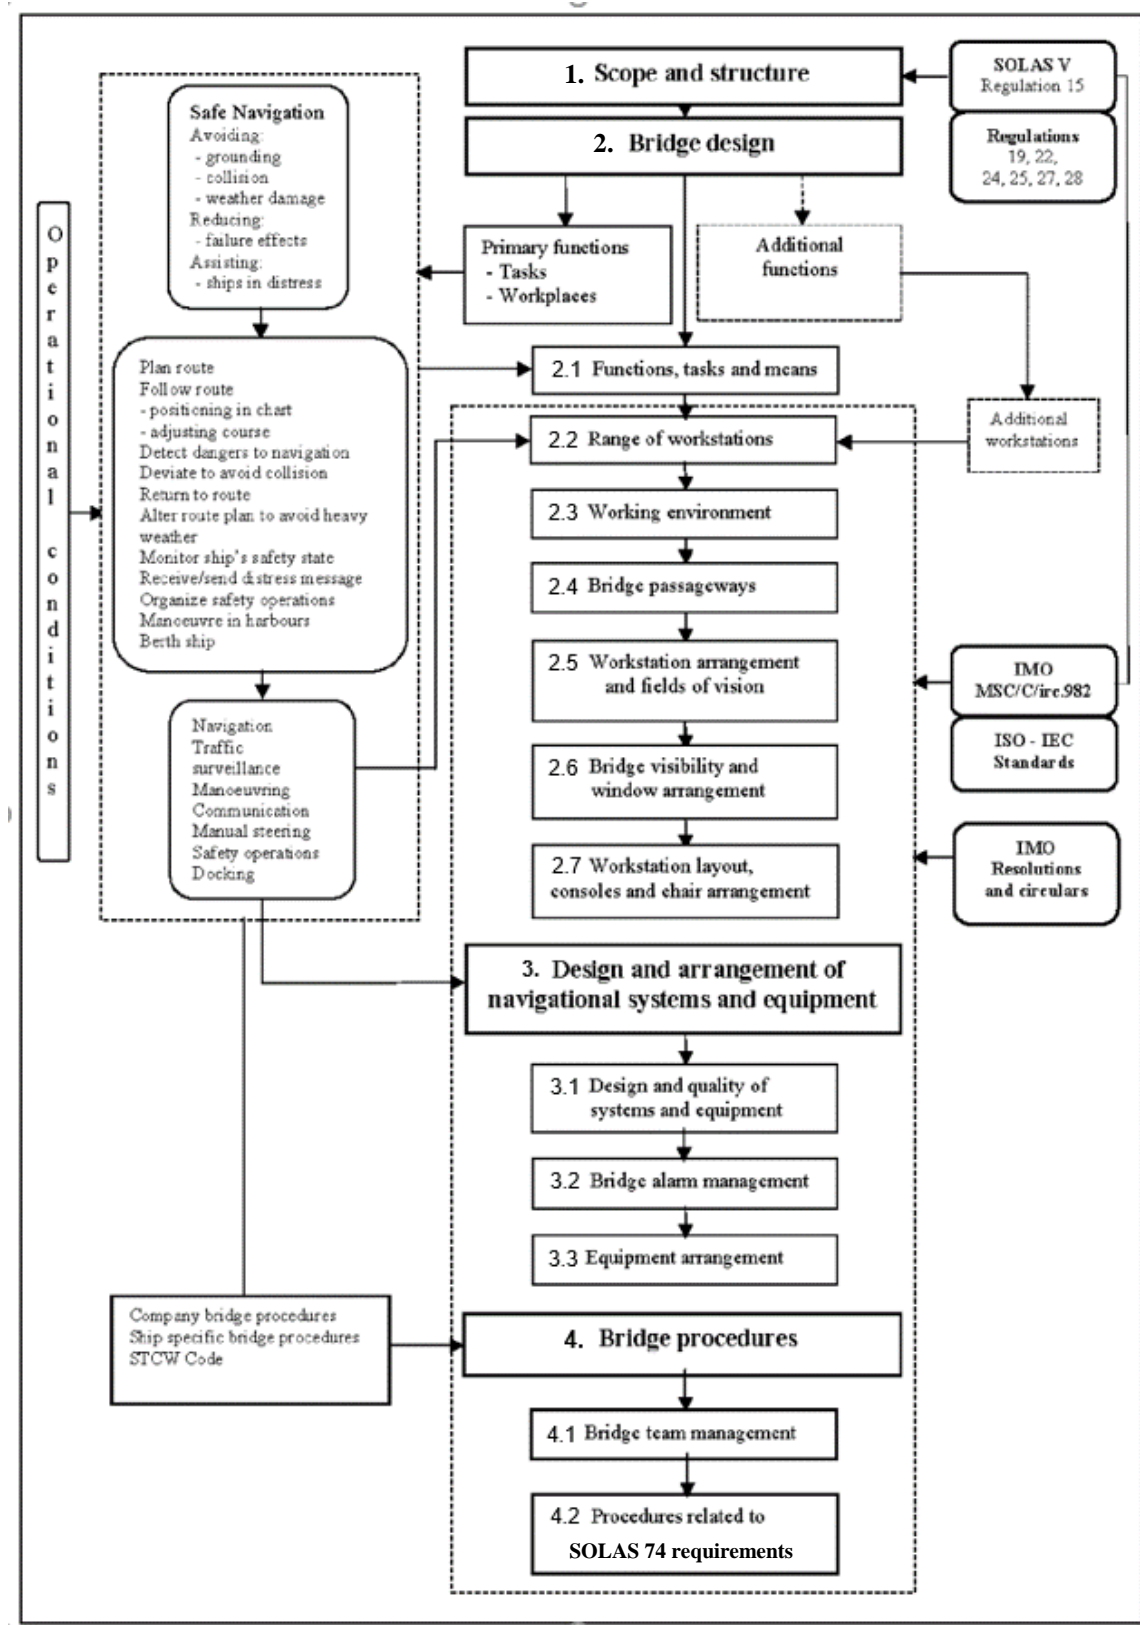 1. Scope and structure
SOLAS V
Regulation 15
Regulations
19, 22,
24, 25, 27, 28
2. Bridge design
Primary functions
- Tasks
- Workplaces
Additional
functions
Operational conditions
Safe Navigation
Avoiding:
- grounding
- collision
- weather damage
Reducing:
- failure effects
Assisting:
- ships in distress
Plan route
Follow route
- positioning in chart
- adjusting course
Detect dangers to navigation
Deviate to avoid collision
Return to route
Alter route plan to avoid heavy
weather
Monitor ship's safety state
Receive/send distress message
Organize safety operations
Manoeuvre in harbours
Berth ship
Navigation
Traffic
surveillance
Manoeuvring
Communication
Manual steering
Safety operations
Docking
2.1 Functions, tasks and means
2.2 Range of workstations
Additional
workstations
2.3 Working environment
2.4 Bridge passageways
2.5 Workstation arrangement
and fields of vision
IMO
MSC/C/irc.982
ISO - IEC
Standards
2.6 Bridge visibility and
window arrangement
2.7 Workstation layout,
consoles and chair arrangement
IMO
Resolutions
and circulars
3. Design and arrangement of
navigational systems and equipment
3.1 Design and quality of
systems and equipment
3.2 Bridge alarm management
3.3 Equipment arrangement
Company bridge procedures
Ship specific bridge procedures
STCW Code
4. Bridge procedures
4.1 Bridge team management
4.2 Procedures related to
SOLAS 74 requirements